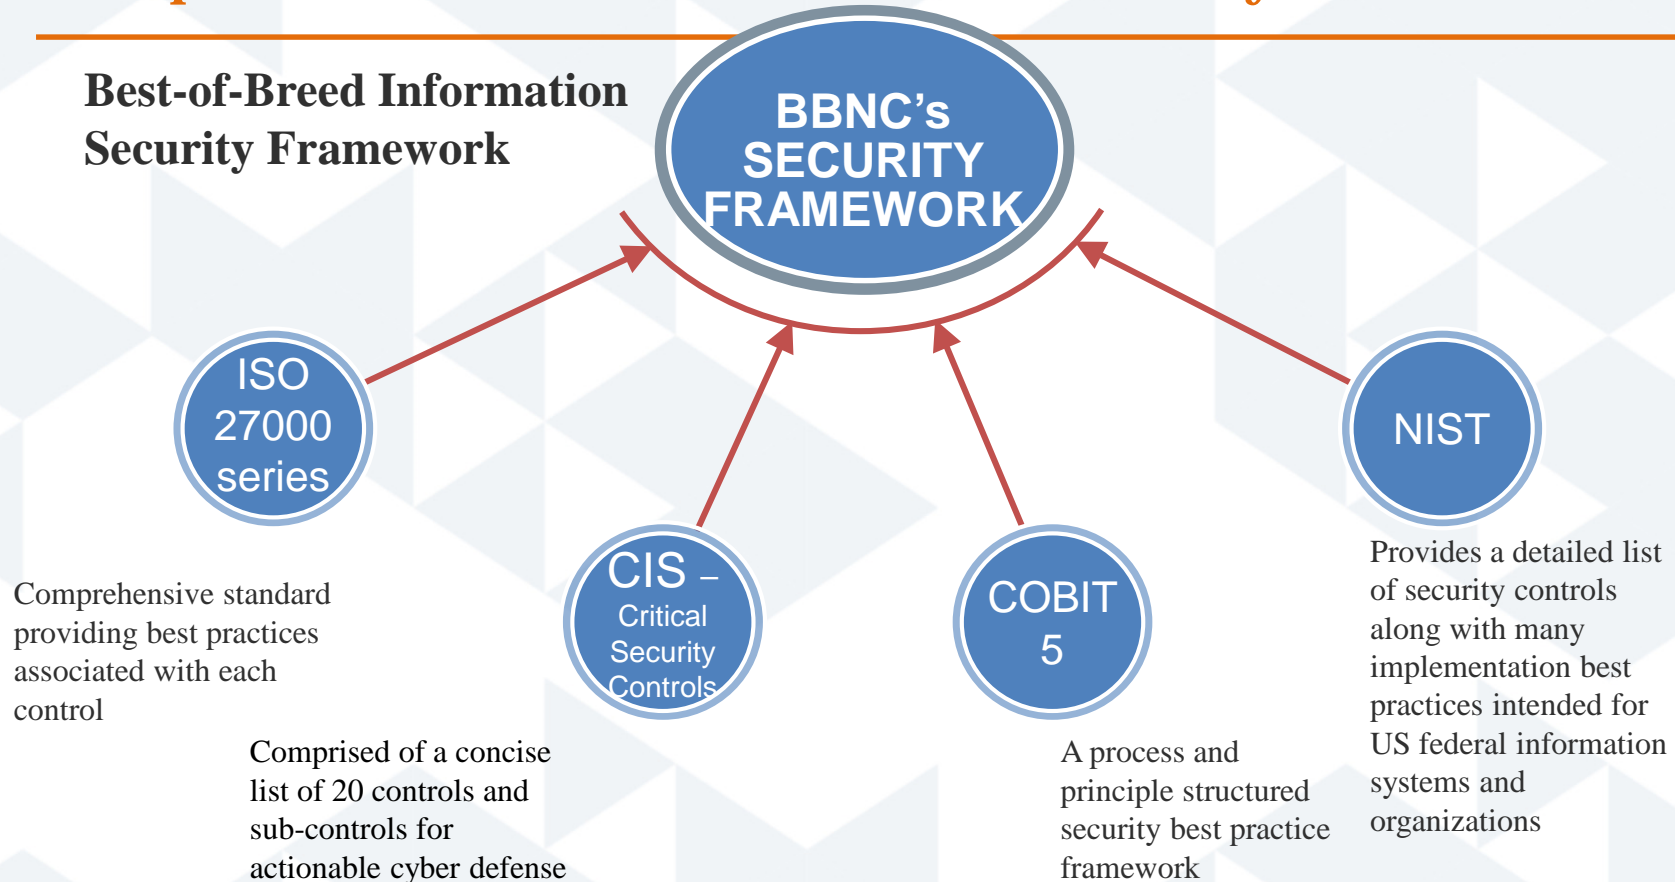 Best-of-Breed Information
Security Framework
BBNC’s
SECURITY
FRAMEWORK
ISO
27000
series
NIST
CIS –
Critical
Security
Controls
COBIT
5
Comprehensive standard
providing best practices
associated with each
control
Comprised of a concise
list of 20 controls and
sub-controls for
actionable cyber defense
A process and
principle structured
security best practice
framework
Provides a detailed list
of security controls
along with many
implementation best
practices intended for
US federal information
systems and
organizations